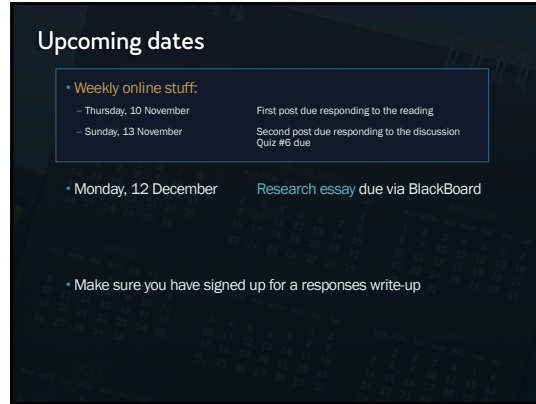 Upcoming dates
• Weekly online stuff:
– Thursday, 10 November First post due responding to the reading
– Sunday, 13 November Second post due responding to the discussion
Quiz #6 due
• Monday, 12 December Research essay due via BlackBoard
• Make sure you have signed up for a responses write-up